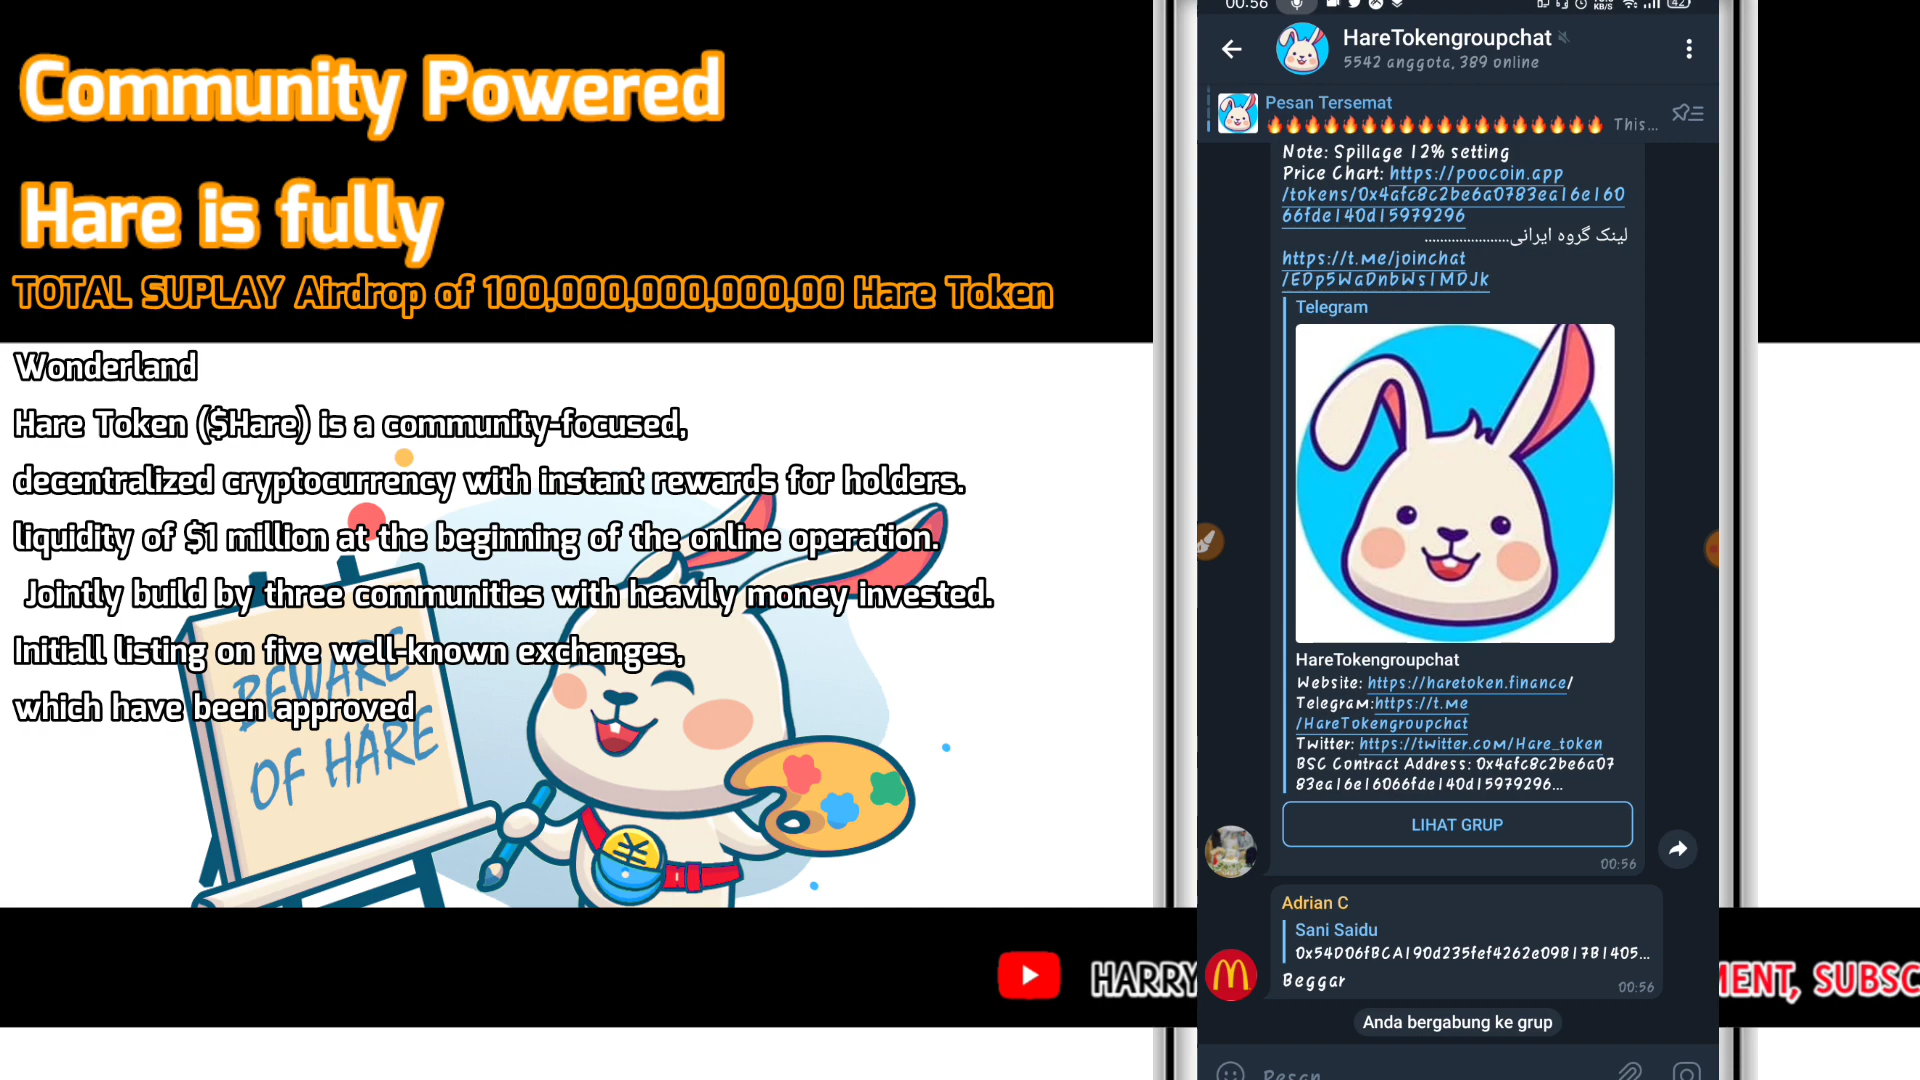 Community Powered
Hare is fully
TOTAL SUPLAY Airdrop of 100,000,000,000,00 Hare Token
Wonderland
Hare Token ($Hare) is a community-focused,
decentralized cryptocurrency with instant rewards for holders.
liquidity of $1 million at the beginning of the online operation.
Jointly build by three communities with heavily money invested.
Initiall listing on five well-known exchanges,
which have been approved
BEWARE
OF HARE
HARRY
MENT, SUBSC
00:56
KB/S
42
HareTokengroupchat
5542 anggota, 389 online
Pesan Tersemat
🔥🔥🔥🔥🔥🔥🔥🔥🔥🔥🔥🔥🔥🔥🔥🔥🔥🔥 This...
Note: Spillage 12% setting
Price Chart: https://poocoin.app
/tokens/0x4afc8c2be6a0783ea16e160
66fde140d15979296
لینک گروه ایرانی......................
https://t.me/joinchat
/EDp5WaDnbWs1MDJk
Telegram
HareTokengroupchat
Website: https://haretoken.finance/
Telegram:https://t.me
/HareTokengroupchat
Twitter: https://twitter.com/Hare_token
BSC Contract Address: 0x4afc8c2be6a07
83ea16e16066fde140d15979296...
LIHAT GRUP
00:56
Adrian C
Sani Saidu
0x54D06fBCA190d235fef4262e09B17B1405...
Beggar
00:56
Anda bergabung ke grup
Pesan